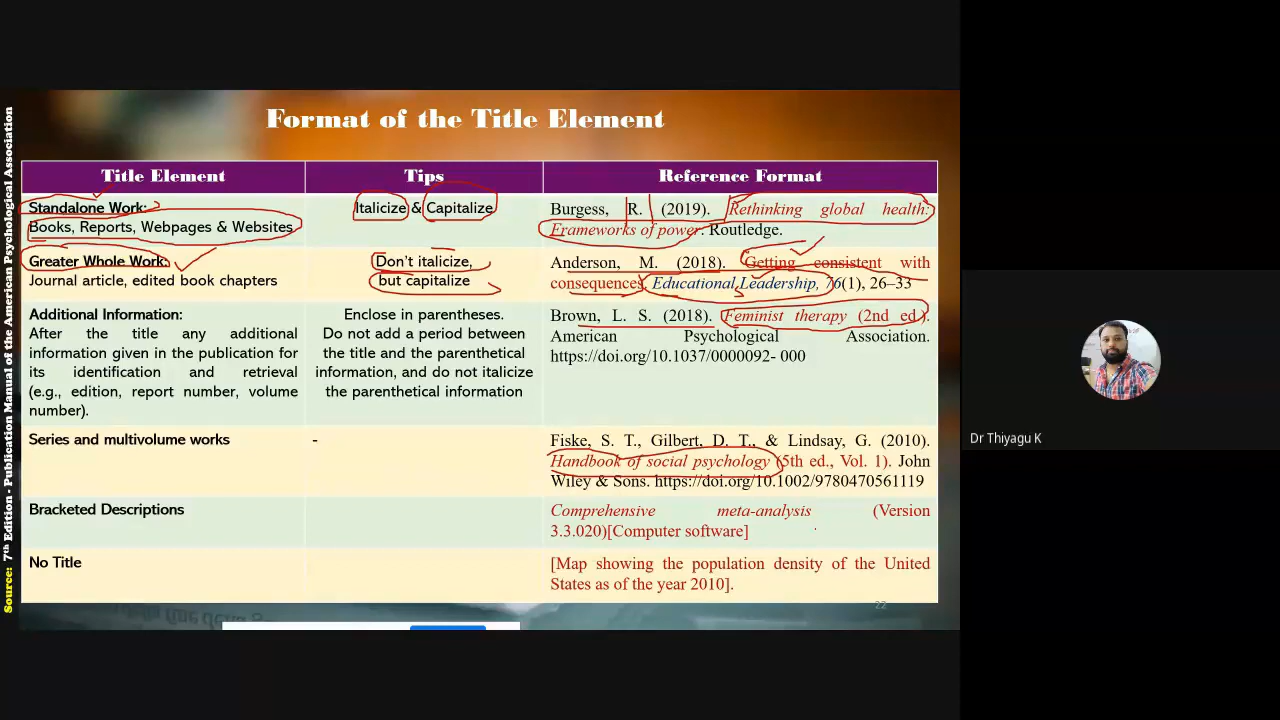 Format of the Title Element
Source: 7th Edition - Publication Manual of the American Psychological Association
Title Element
Tips
Reference Format
Standalone Work:
Books, Reports, Webpages & Websites
Italicize & Capitalize
Burgess, R. (2019). Rethinking global health:
Frameworks of power. Routledge.
Greater Whole Work:
Journal article, edited book chapters
Don't italicize,
but capitalize
Anderson, M. (2018). Getting consistent with
consequences. Educational Leadership, 76(1), 26–33
Additional Information:
After the title any additional
information given in the publication for
its identification and retrieval
(e.g., edition, report number, volume
number).
Enclose in parentheses.
Do not add a period between
the title and the parenthetical
information, and do not italicize
the parenthetical information
Brown, L. S. (2018). Feminist therapy (2nd ed.).
American Psychological Association.
https://doi.org/10.1037/0000092- 000
Series and multivolume works
-
Fiske, S. T., Gilbert, D. T., & Lindsay, G. (2010).
Handbook of social psychology (5th ed., Vol. 1). John
Wiley & Sons. https://doi.org/10.1002/9780470561119
Bracketed Descriptions
Comprehensive meta-analysis (Version
3.3.020)[Computer software]
No Title
[Map showing the population density of the United
States as of the year 2010].
22
Dr Thiyagu K